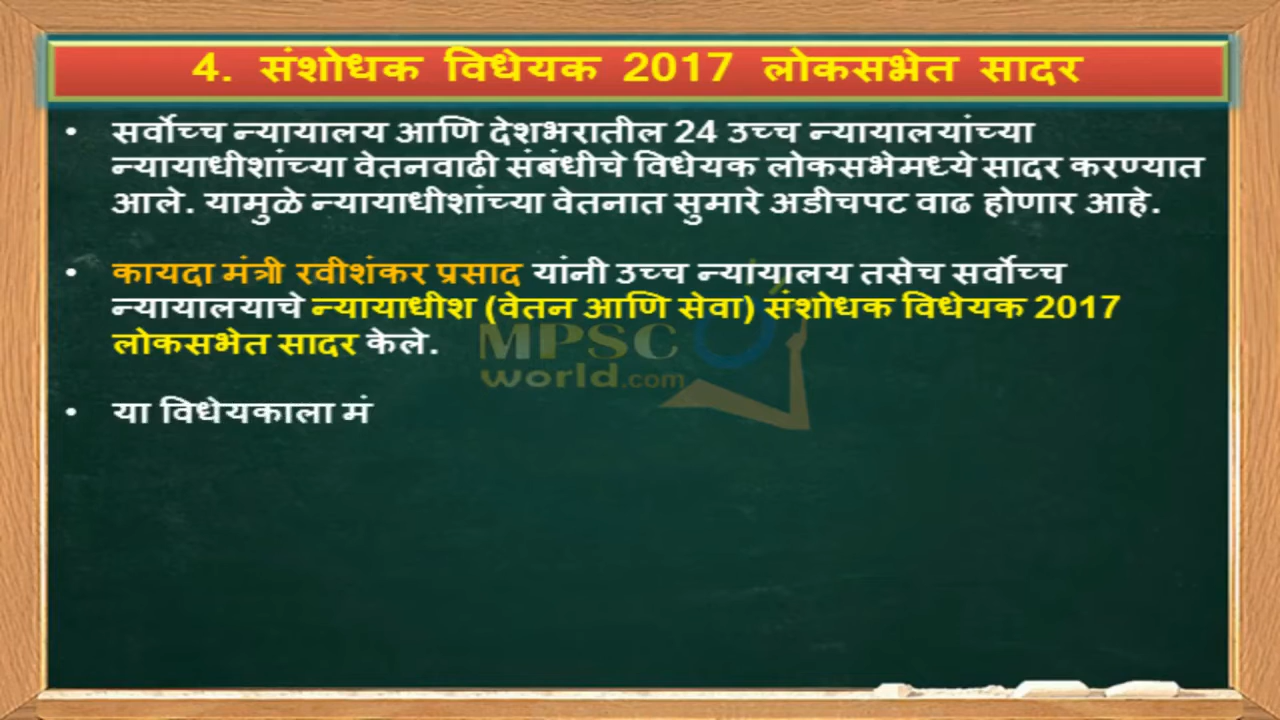 4. संशोधक विधेयक 2017 लोकसभेत सादर
• सर्वोच्च न्यायालय आणि देशभरातील 24 उच्च न्यायालयांच्या
न्यायाधीशांच्या वेतनवाढी संबंधीचे विधेयक लोकसभेमध्ये सादर करण्यात
आले. यामुळे न्यायाधीशांच्या वेतनात सुमारे अडीचपट वाढ होणार आहे.
• कायदा मंत्री रवीशंकर प्रसाद यांनी उच्च न्यायालय तसेच सर्वोच्च
न्यायालयाचे न्यायाधीश (वेतन आणि सेवा) संशोधक विधेयक 2017
लोकसभेत सादर केले.
MPSC
world.com
• या विधेयकाला मं